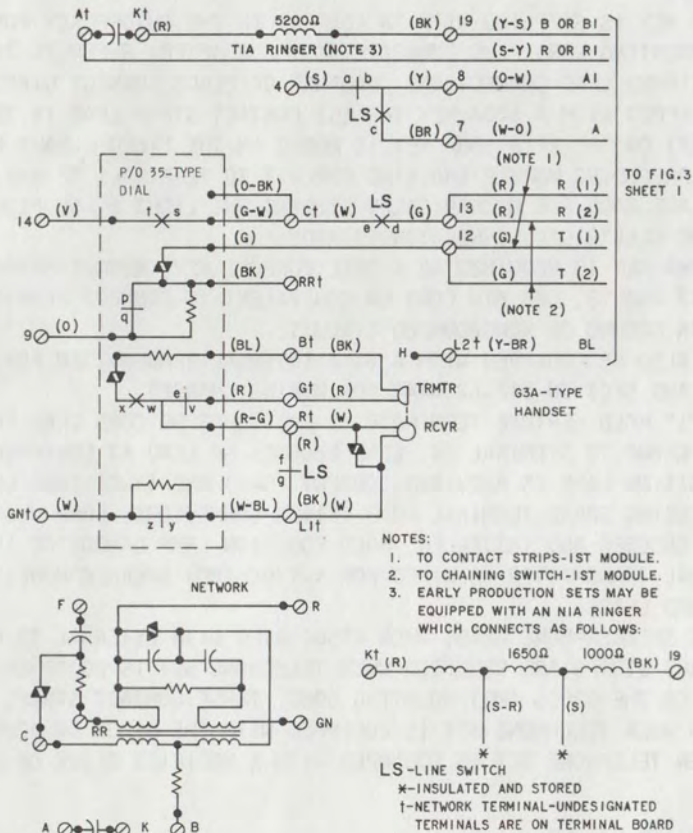 A† K† (R) 5200Ω (BK) 19 (Y-S) B OR B1
TIA RINGER (NOTE 3) (S-Y) R OR R1
4 (S) b (Y) 8 (O-W) A1
LS c
(BR) 7 (W-O) A
P/O 35-TYPE
DIAL
(NOTE 1)
TO FIG.3
SHEET 1
(O-BK) (R) R (1)
14 (V) t s (G-W) C† (W) LS (G) 13 (R) R (2)
e d
(G) 12 (G) T (1)
(BK) RR† (G) T (2)
p
q
(NOTE 2)
9 (O)
(BL) B† (BK) H L2† (Y-BR) BL
G3A-TYPE
HANDSET
x w e v (R) G† (R) TRMTR
(R-G) R† (W) RCVR
(R)
f
g LS
GN† (W) z y (W-BL) (BK) L1† (W)
NETWORK
F R
C RR GN
A K B
NOTES:
1. TO CONTACT STRIPS-1ST MODULE.
2. TO CHAINING SWITCH-1ST MODULE.
3. EARLY PRODUCTION SETS MAY BE
EQUIPPED WITH AN NIA RINGER
WHICH CONNECTS AS FOLLOWS:
K† (R) 1650Ω 1000Ω (BK) 19
(S-R) (S)
* *
LS-LINE SWITCH
*-INSULATED AND STORED
†-NETWORK TERMINAL-UNDESIGNATED
TERMINALS ARE ON TERMINAL BOARD